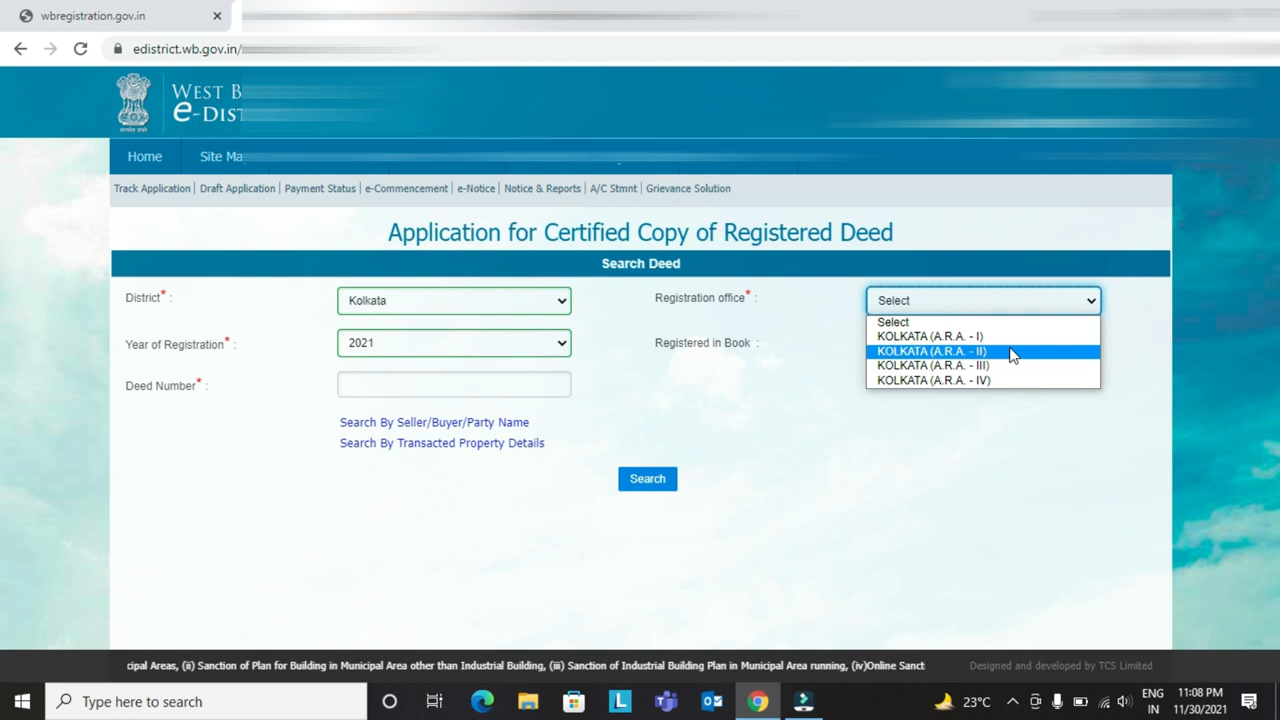 wbregistration.gov.in
edistrict.wb.gov.in/
WEST B
e-DIST
Home Site Ma
Track Application | Draft Application | Payment Status | e-Commencement | e-Notice | Notice & Reports | A/C Stmnt | Grievance Solution
Application for Certified Copy of Registered Deed
Search Deed
District* : Kolkata Registration office* : Select
Select
KOLKATA (A.R.A. - I)
Year of Registration* : 2021 Registered in Book :
KOLKATA (A.R.A. - II)
KOLKATA (A.R.A. - III)
KOLKATA (A.R.A. - IV)
Deed Number* :
Search By Seller/Buyer/Party Name
Search By Transacted Property Details
Search
cipal Areas, (ii) Sanction of Plan for Building in Municipal Area other than Industrial Building, (iii) Sanction of Industrial Building Plan in Municipal Area running, (iv)Online Sanct
Designed and developed by TCS Limited
Type here to search
23°C
ENG
IN
11:08 PM
11/30/2021